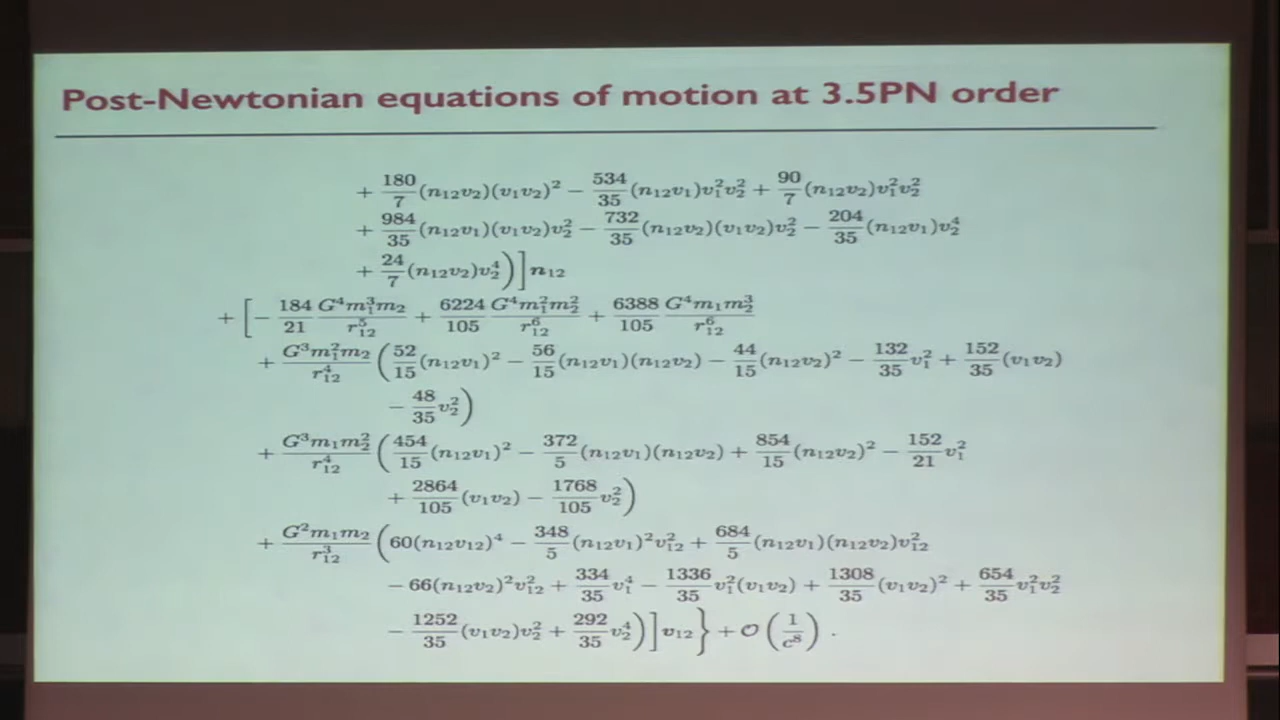 Post-Newtonian equations of motion at 3.5PN order
+ 180/7 (n₁₂v₂)(v₁v₂)² − 534/35 (n₁₂v₁)v₁²v₂² + 90/7 (n₁₂v₂)v₁²v₂²
+ 984/35 (n₁₂v₁)(v₁v₂)v₂² − 732/35 (n₁₂v₂)(v₁v₂)v₂² − 204/35 (n₁₂v₁)v₂⁴
+ 24/7 (n₁₂v₂)v₂⁴)] n₁₂
+ [− 184/21 G⁴m₁³m₂/r₁₂⁵ + 6224/105 G⁴m₁²m₂²/r₁₂⁶ + 6388/105 G⁴m₁m₂³/r₁₂⁶
+ G³m₁²m₂/r₁₂⁴ (52/15 (n₁₂v₁)² − 56/15 (n₁₂v₁)(n₁₂v₂) − 44/15 (n₁₂v₂)² − 132/35 v₁² + 152/35 (v₁v₂)
− 48/35 v₂²)
+ G³m₁m₂²/r₁₂⁴ (454/15 (n₁₂v₁)² − 372/5 (n₁₂v₁)(n₁₂v₂) + 854/15 (n₁₂v₂)² − 152/21 v₁²
+ 2864/105 (v₁v₂) − 1768/105 v₂²)
+ G²m₁m₂/r₁₂³ (60(n₁₂v₁₂)⁴ − 348/5 (n₁₂v₁)²v₁₂² + 684/5 (n₁₂v₁)(n₁₂v₂)v₁₂²
− 66(n₁₂v₂)²v₁₂² + 334/35 v₁⁴ − 1336/35 v₁²(v₁v₂) + 1308/35 (v₁v₂)² + 654/35 v₁²v₂²
− 1252/35 (v₁v₂)v₂² + 292/35 v₂⁴)] v₁₂} + O(1/c⁸) .